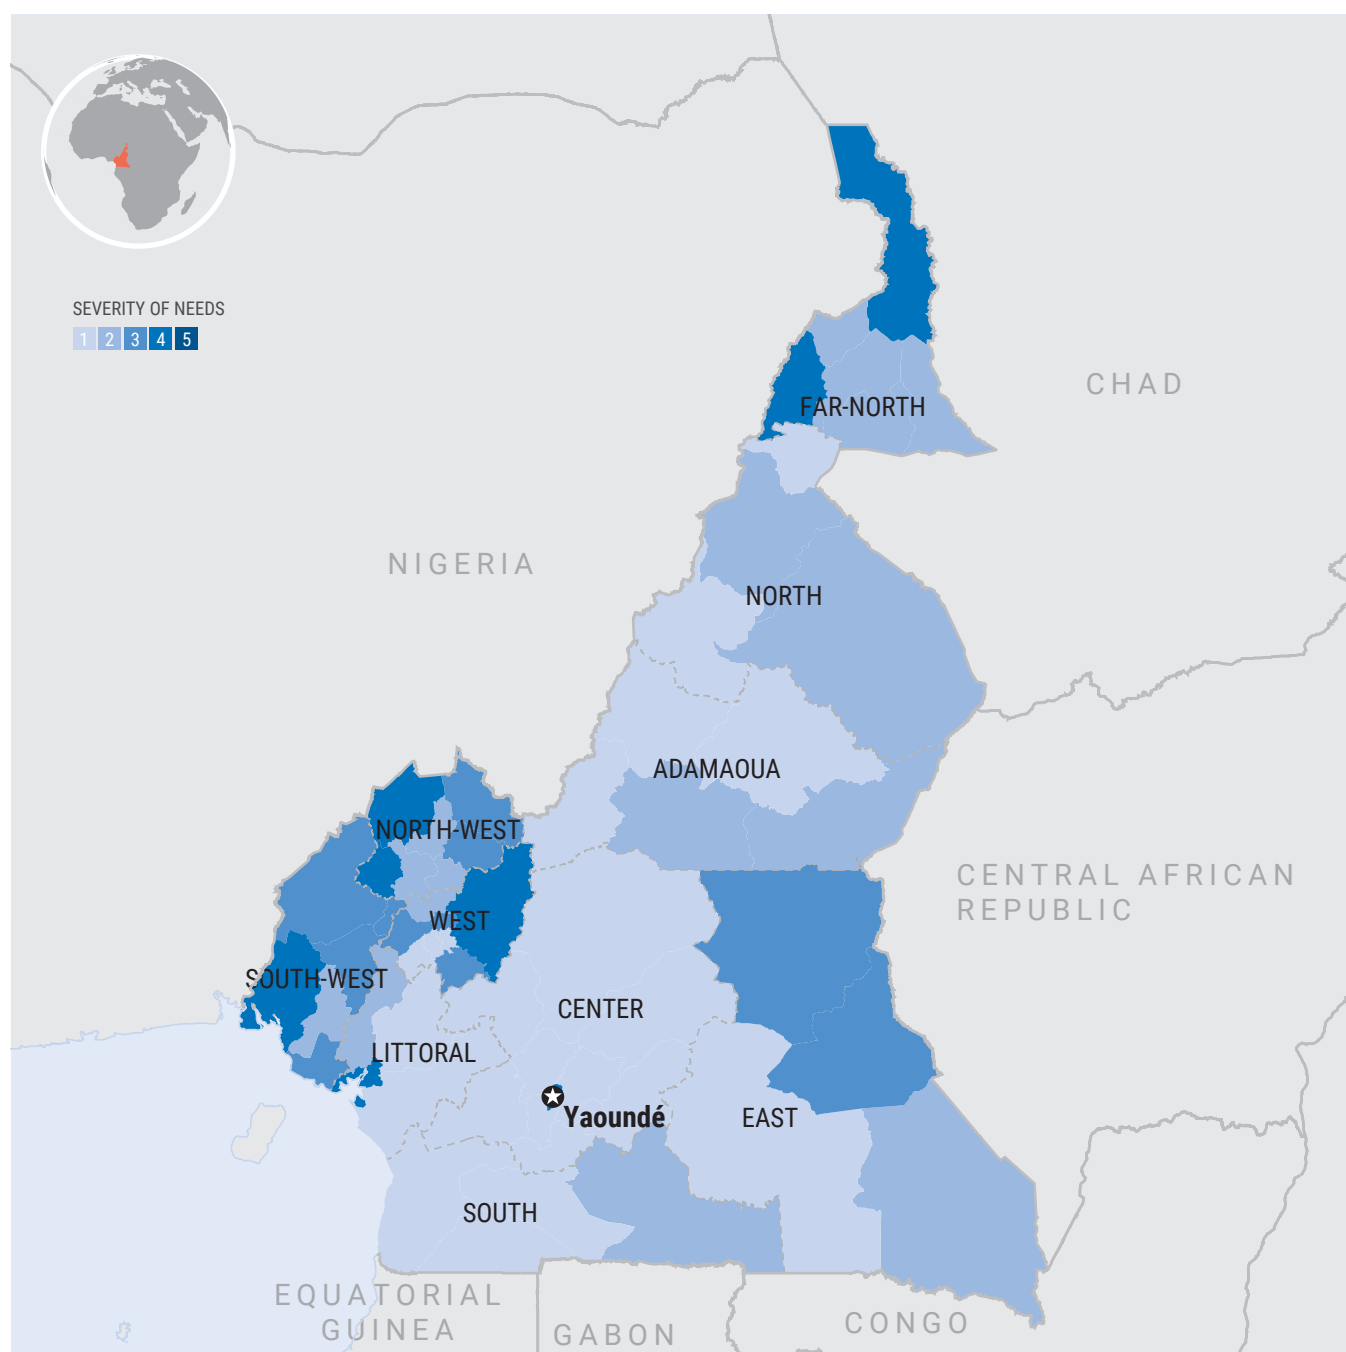 SEVERITY OF NEEDS
1 2 3 4 5
CHAD
FAR-NORTH
NIGERIA
NORTH
ADAMAOUA
NORTH-WEST
CENTRAL AFRICAN
REPUBLIC
WEST
SOUTH-WEST
CENTER
LITTORAL
Yaoundé
EAST
SOUTH
EQUATORIAL
GUINEA
GABON
CONGO